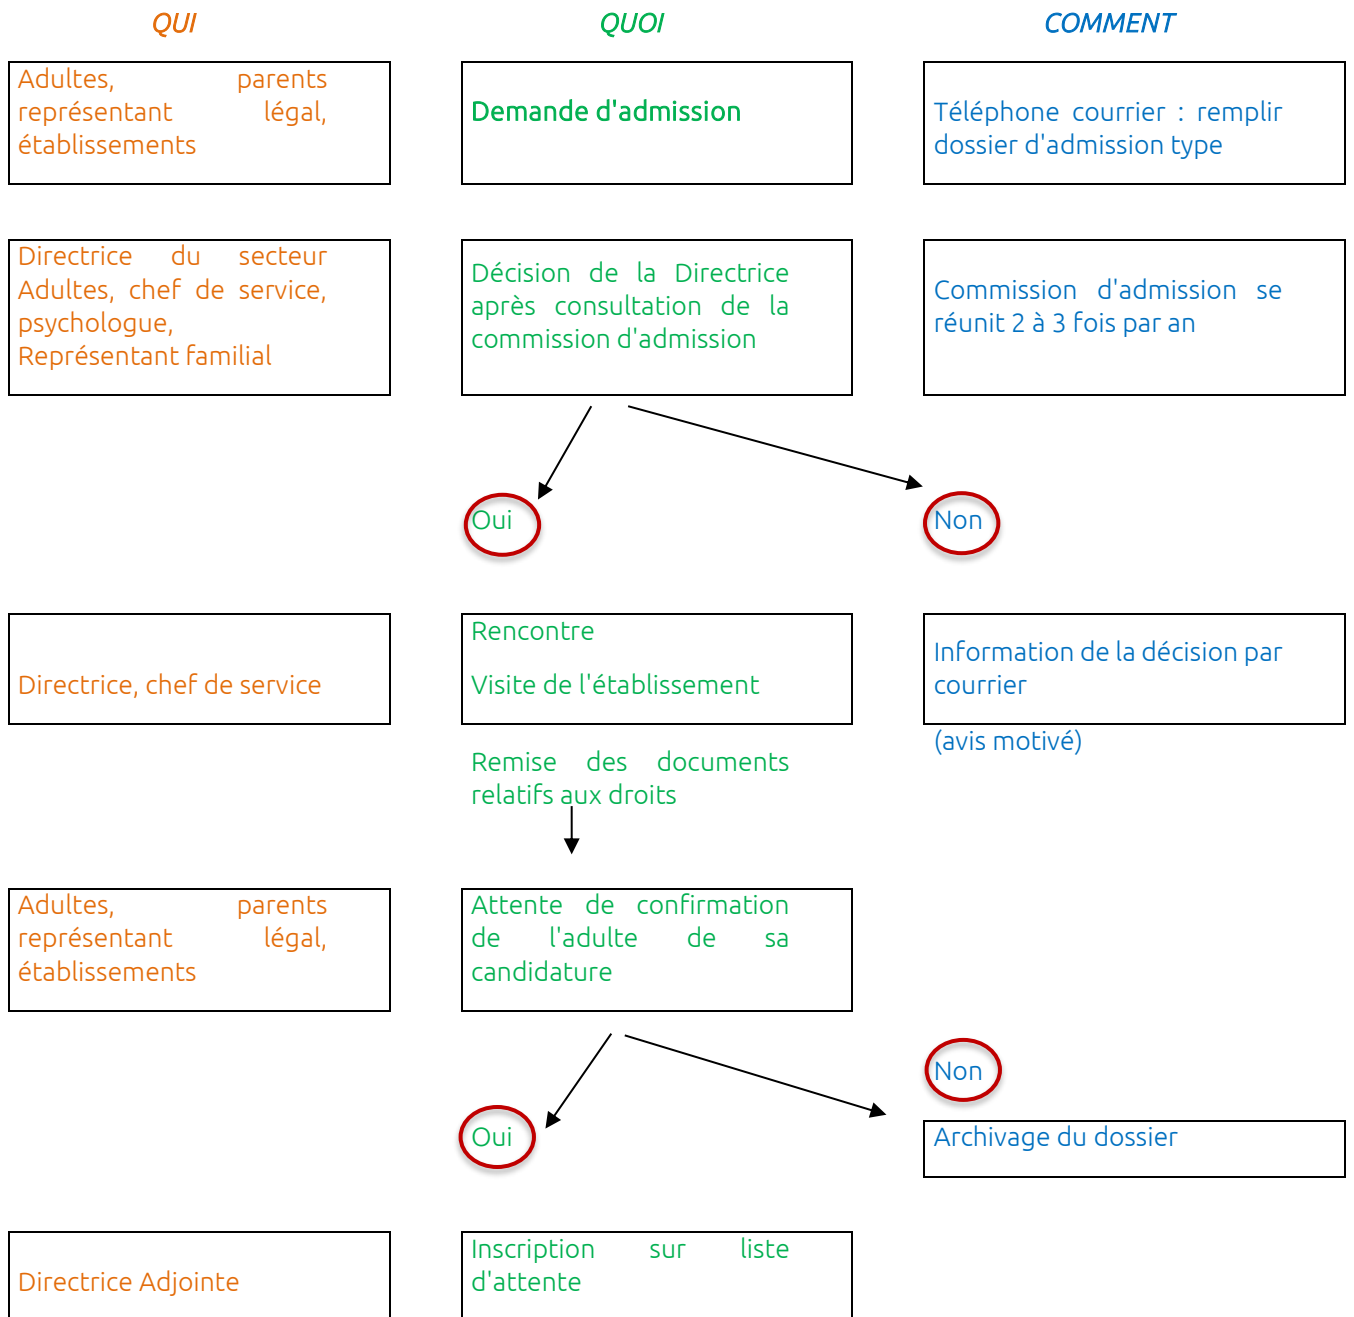 QUI
QUOI
COMMENT
Adultes, parents
représentant légal,
établissements
Demande d'admission
Téléphone courrier : remplir
dossier d'admission type
Directrice du secteur
Adultes, chef de service,
psychologue,
Représentant familial
Décision de la Directrice
après consultation de la
commission d'admission
Commission d'admission se
réunit 2 à 3 fois par an
Oui
Non
Directrice, chef de service
Rencontre
Visite de l'établissement
Remise des documents
relatifs aux droits
Information de la décision par
courrier
(avis motivé)
Adultes, parents
représentant légal,
établissements
Attente de confirmation
de l'adulte de sa
candidature
Non
Oui
Archivage du dossier
Directrice Adjointe
Inscription sur liste
d'attente